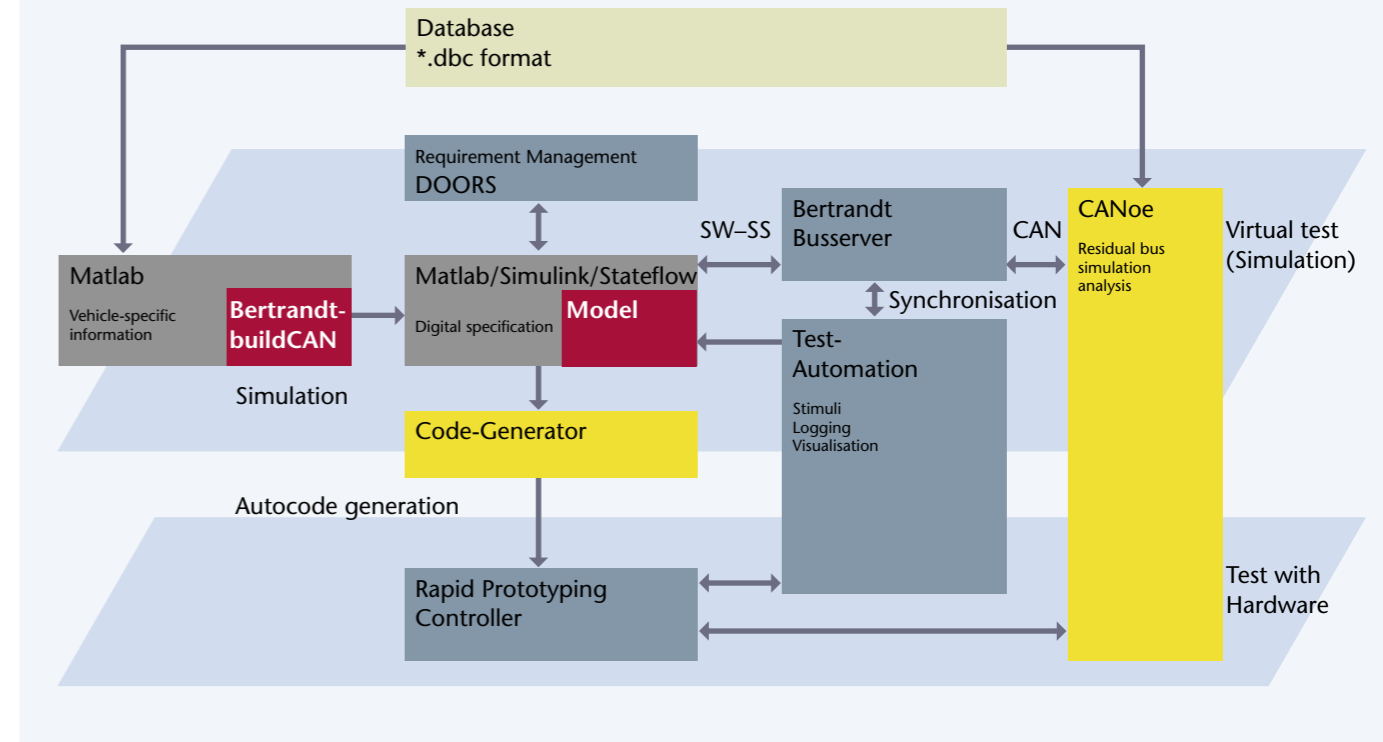 Database
*.dbc format
Requirement Management
DOORS
Bertrandt
Busserver
CANoe
Residual bus
simulation
analysis
SW–SS
CAN
Virtual test
(Simulation)
Matlab
Vehicle-specific
information
Bertrandt-
buildCAN
Matlab/Simulink/Stateflow
Digital specification
Model
Synchronisation
Test-
Automation
Stimuli
Logging
Visualisation
Simulation
Code-Generator
Autocode generation
Rapid Prototyping
Controller
Test with
Hardware